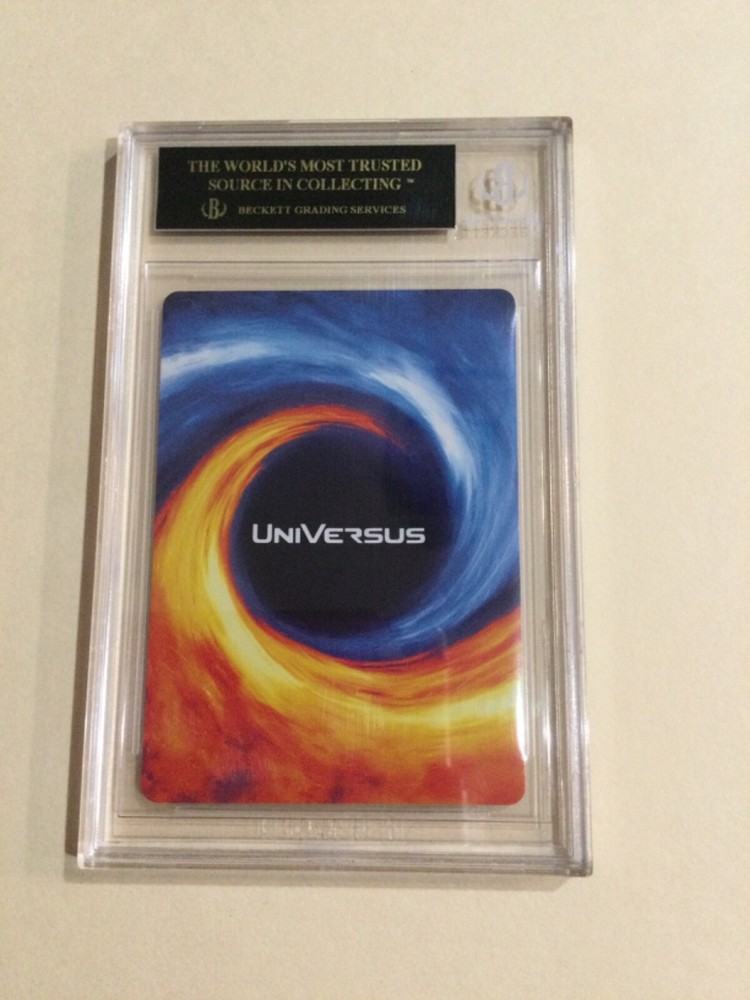 THE WORLD'S MOST TRUSTED
SOURCE IN COLLECTING ™
B BECKETT GRADING SERVICES
UNIVERSUS